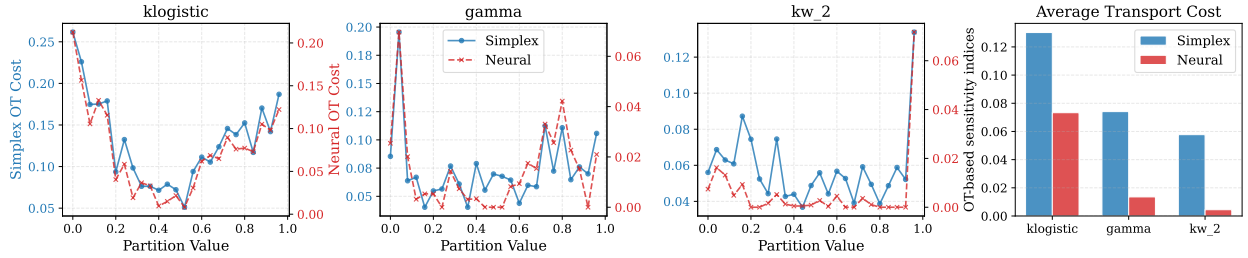 klogistic
0.25
0.20
0.15
0.10
0.05
Simplex OT Cost
0.20
0.15
0.10
0.05
0.00
Neural OT Cost
0.0 0.2 0.4 0.6 0.8 1.0
Partition Value
gamma
0.20
0.18
0.15
0.12
0.10
0.07
0.05
Simplex
Neural
0.06
0.04
0.02
0.00
0.0 0.2 0.4 0.6 0.8 1.0
Partition Value
kw_2
0.12
0.10
0.08
0.06
0.04
0.06
0.04
0.02
0.00
0.0 0.2 0.4 0.6 0.8 1.0
Partition Value
Average Transport Cost
OT-based sensitivity indices
0.12
0.10
0.08
0.06
0.04
0.02
0.00
Simplex
Neural
klogistic gamma kw_2